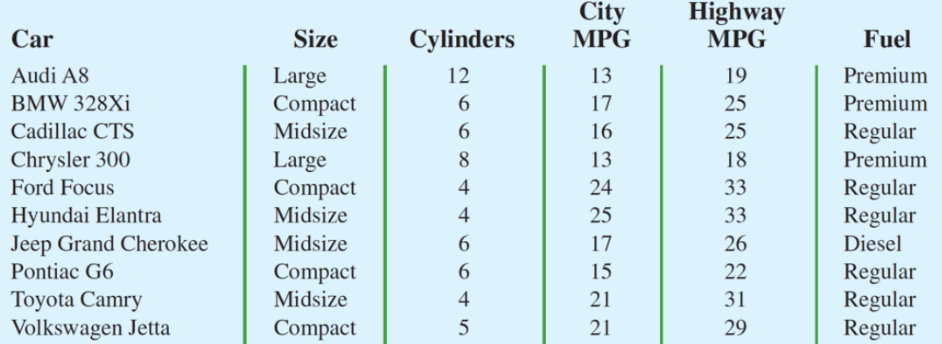 City Highway
Car Size Cylinders MPG MPG Fuel
Audi A8 Large 12 13 19 Premium
BMW 328Xi Compact 6 17 25 Premium
Cadillac CTS Midsize 6 16 25 Regular
Chrysler 300 Large 8 13 18 Premium
Ford Focus Compact 4 24 33 Regular
Hyundai Elantra Midsize 4 25 33 Regular
Jeep Grand Cherokee Midsize 6 17 26 Diesel
Pontiac G6 Compact 6 15 22 Regular
Toyota Camry Midsize 4 21 31 Regular
Volkswagen Jetta Compact 5 21 29 Regular